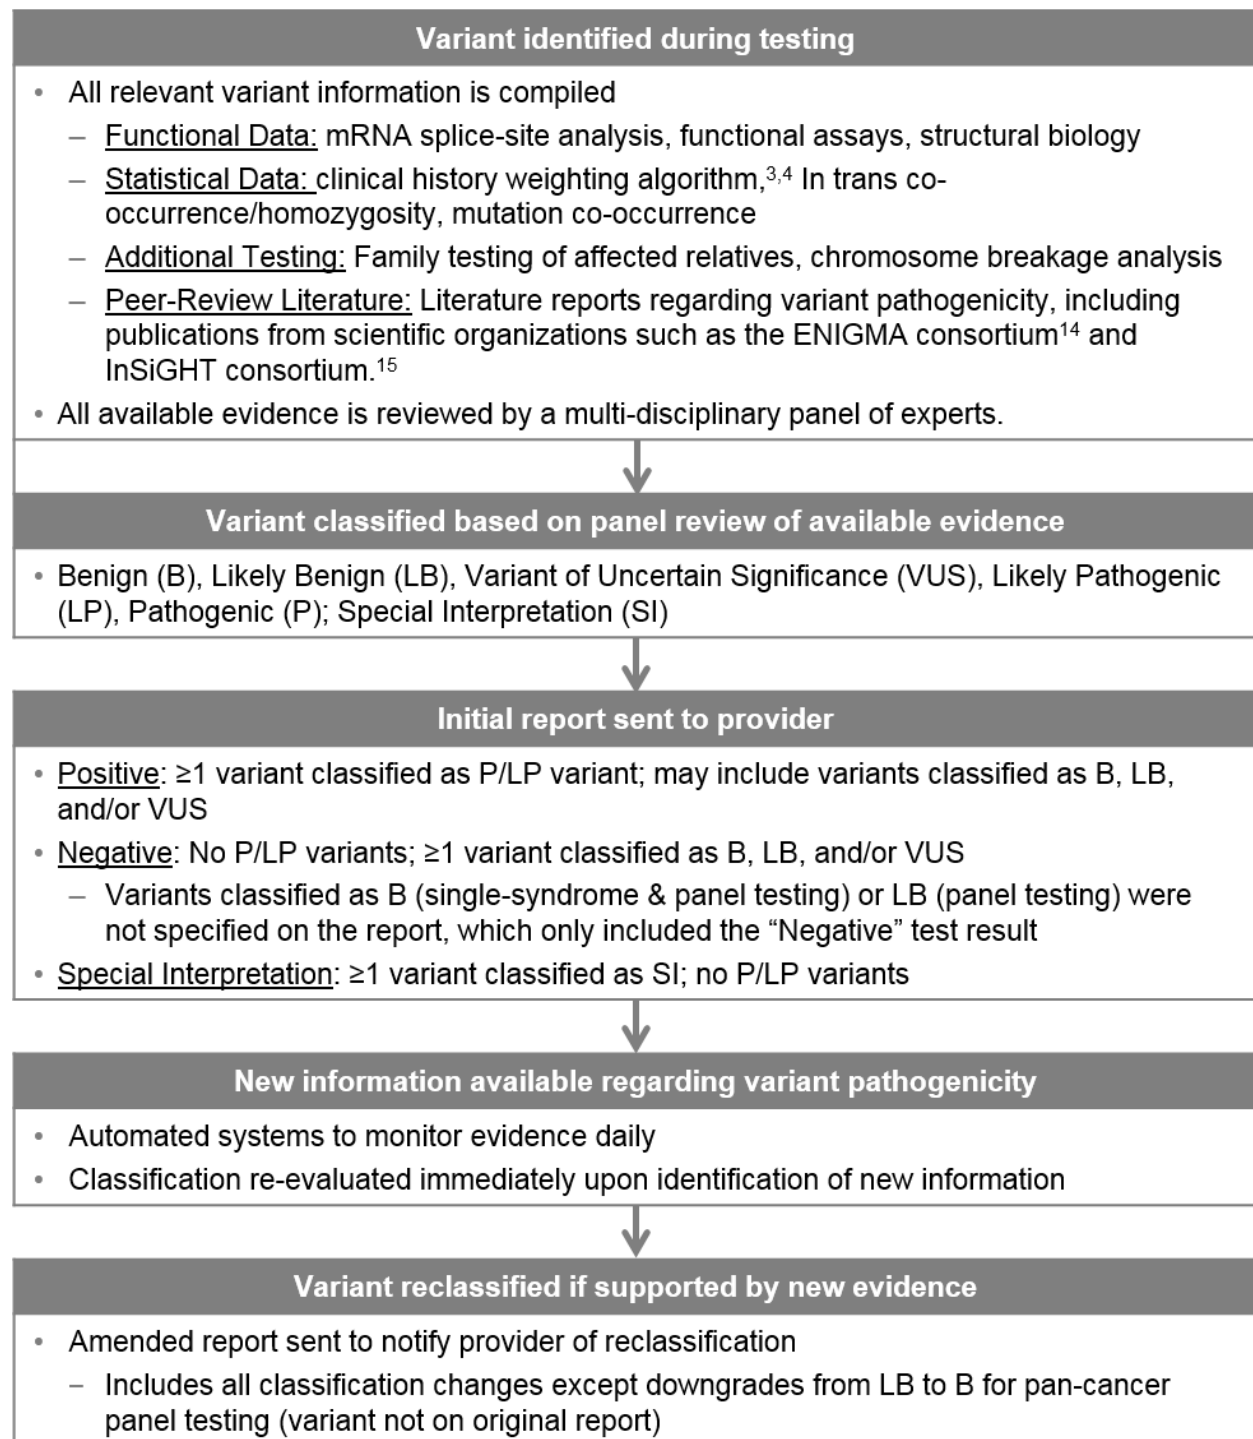 Variant identified during testing
• All relevant variant information is compiled
– Functional Data: mRNA splice-site analysis, functional assays, structural biology
– Statistical Data: clinical history weighting algorithm,3,4 In trans co-
occurrence/homozygosity, mutation co-occurrence
– Additional Testing: Family testing of affected relatives, chromosome breakage analysis
– Peer-Review Literature: Literature reports regarding variant pathogenicity, including
publications from scientific organizations such as the ENIGMA consortium14 and
InSiGHT consortium.15
• All available evidence is reviewed by a multi-disciplinary panel of experts.
Variant classified based on panel review of available evidence
• Benign (B), Likely Benign (LB), Variant of Uncertain Significance (VUS), Likely Pathogenic
(LP), Pathogenic (P); Special Interpretation (SI)
Initial report sent to provider
• Positive: ≥1 variant classified as P/LP variant; may include variants classified as B, LB,
and/or VUS
• Negative: No P/LP variants; ≥1 variant classified as B, LB, and/or VUS
– Variants classified as B (single-syndrome & panel testing) or LB (panel testing) were
not specified on the report, which only included the “Negative” test result
• Special Interpretation: ≥1 variant classified as SI; no P/LP variants
New information available regarding variant pathogenicity
• Automated systems to monitor evidence daily
• Classification re-evaluated immediately upon identification of new information
Variant reclassified if supported by new evidence
• Amended report sent to notify provider of reclassification
– Includes all classification changes except downgrades from LB to B for pan-cancer
panel testing (variant not on original report)